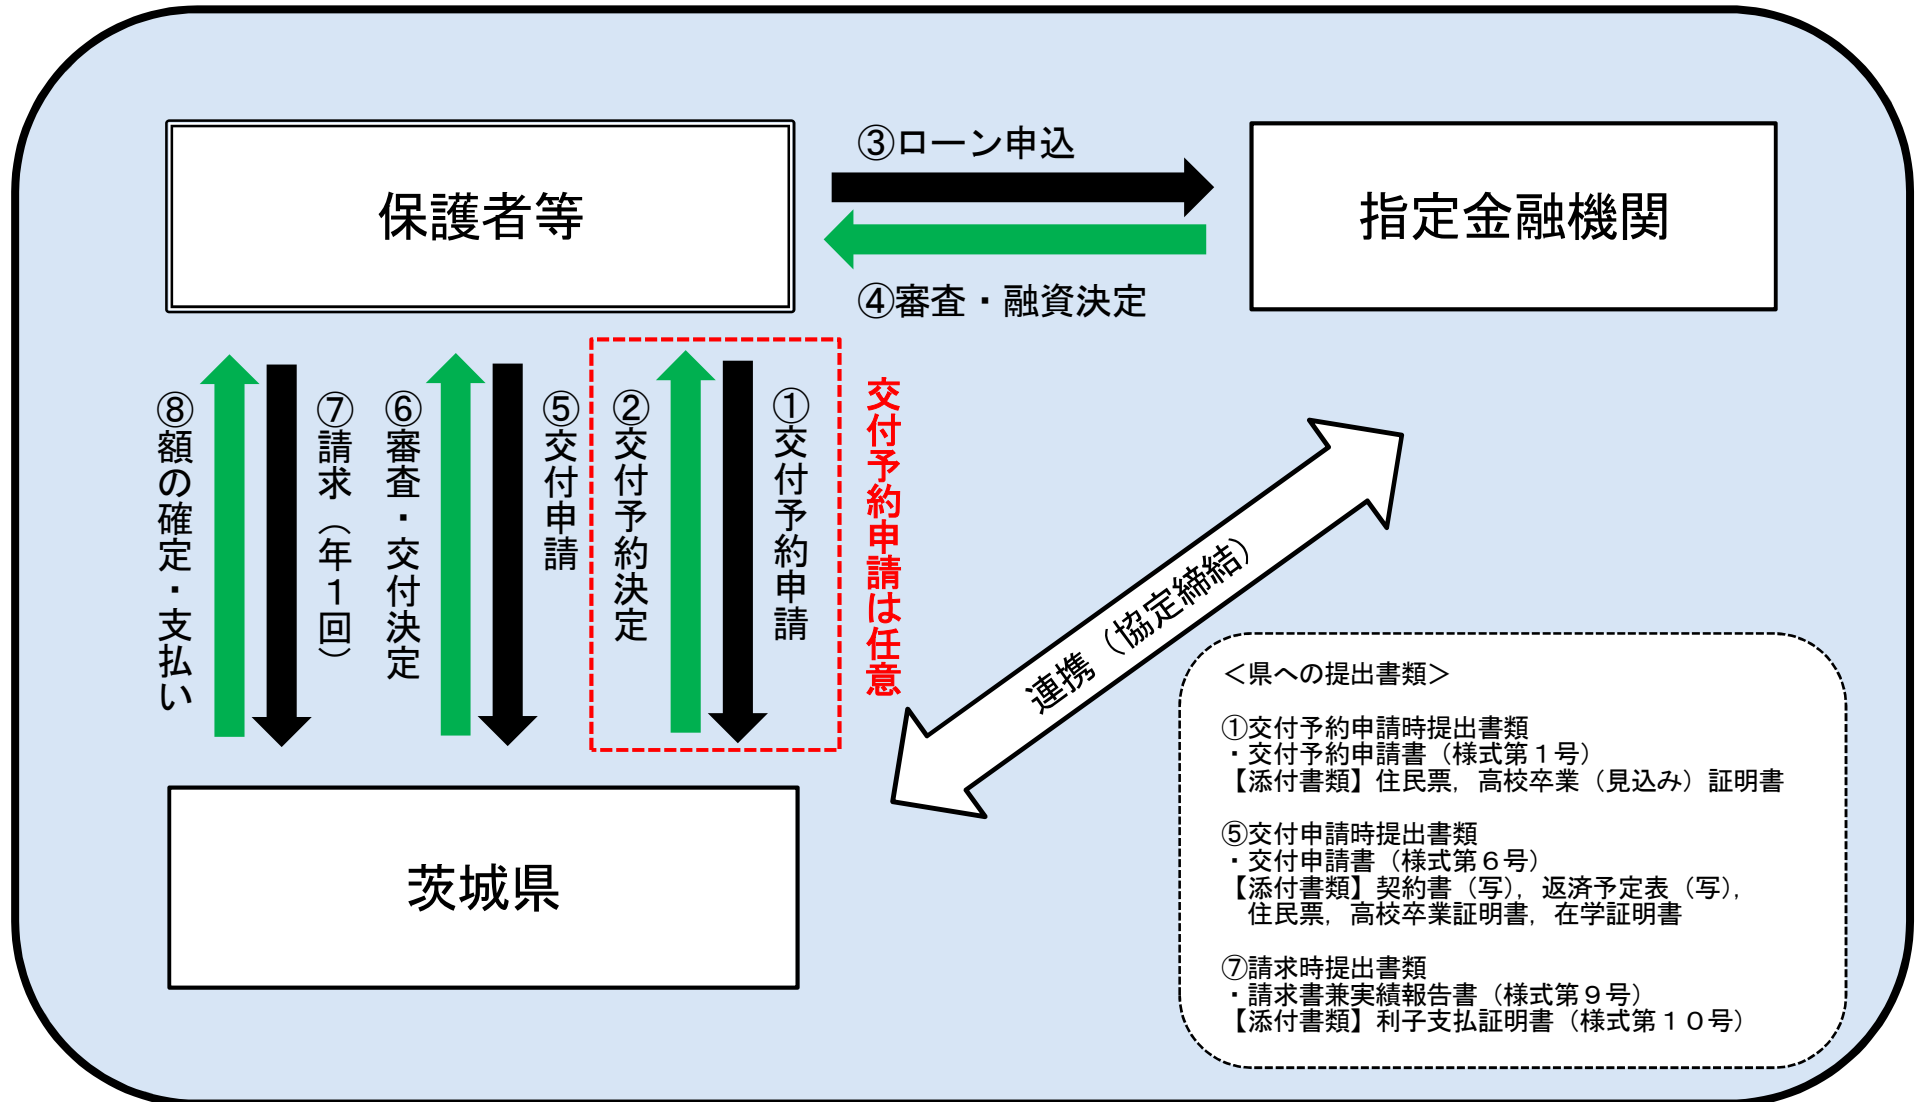 保護者等
③ローン申込
④審査・融資決定
指定金融機関
⑧額の確定・支払い
⑦請求（年１回）
⑥審査・交付決定
⑤交付申請
②交付予約決定
①交付予約申請
交付予約申請は任意
連携（協定締結）
茨城県
＜県への提出書類＞
①交付予約申請時提出書類
・交付予約申請書（様式第１号）
【添付書類】住民票，高校卒業（見込み）証明書
⑤交付申請時提出書類
・交付申請書（様式第６号）
【添付書類】契約書（写），返済予定表（写），
住民票，高校卒業証明書，在学証明書
⑦請求時提出書類
・請求書兼実績報告書（様式第９号）
【添付書類】利子支払証明書（様式第１０号）